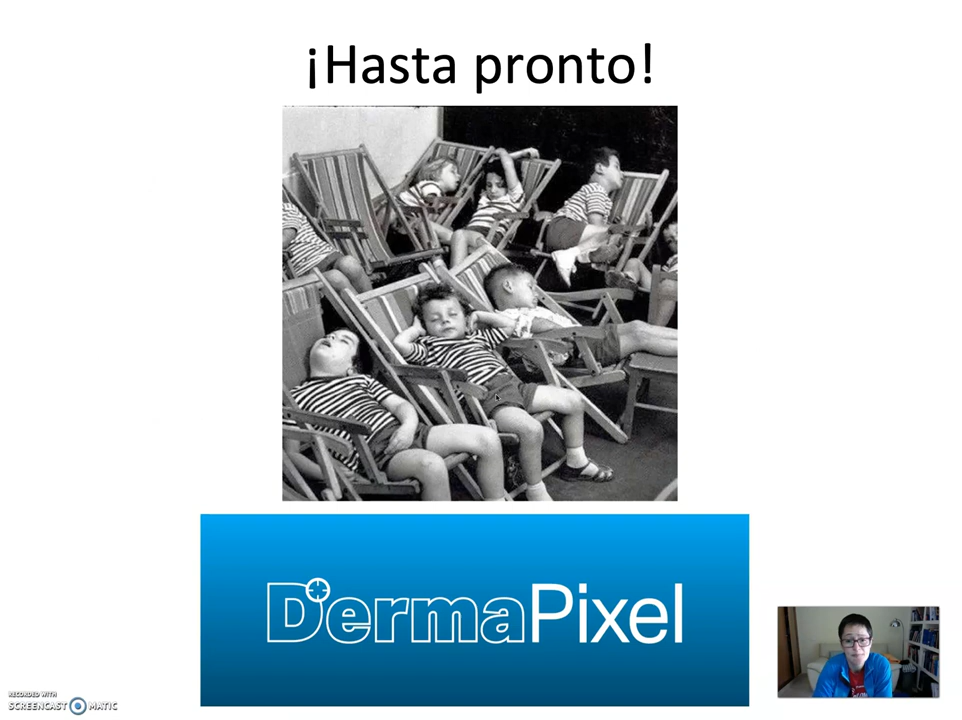 ¡Hasta pronto!
DermaPixel
RECORDED WITH
SCREENCAST MATIC